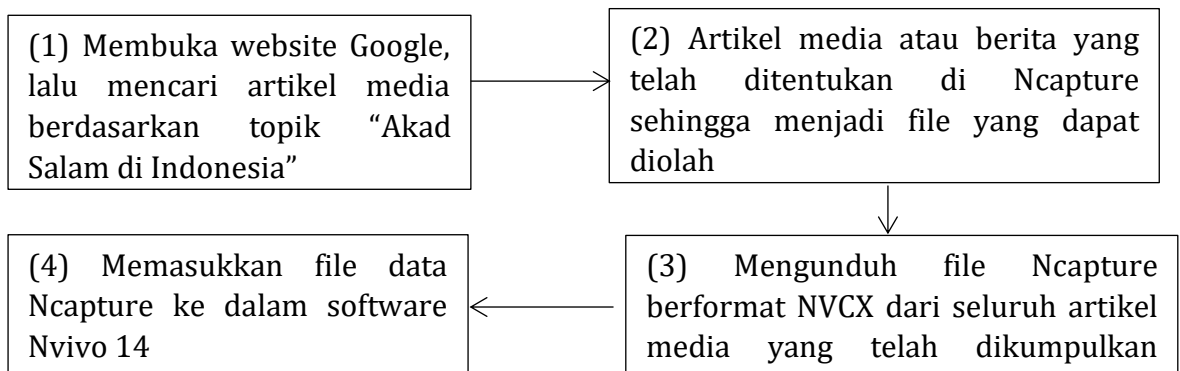 (1) Membuka website Google,
lalu mencari artikel media
berdasarkan topik “Akad
Salam di Indonesia”
(2) Artikel media atau berita yang
telah ditentukan di Ncapture
sehingga menjadi file yang dapat
diolah
(3) Mengunduh file Ncapture
berformat NVCX dari seluruh artikel
media yang telah dikumpulkan
(4) Memasukkan file data
Ncapture ke dalam software
Nvivo 14